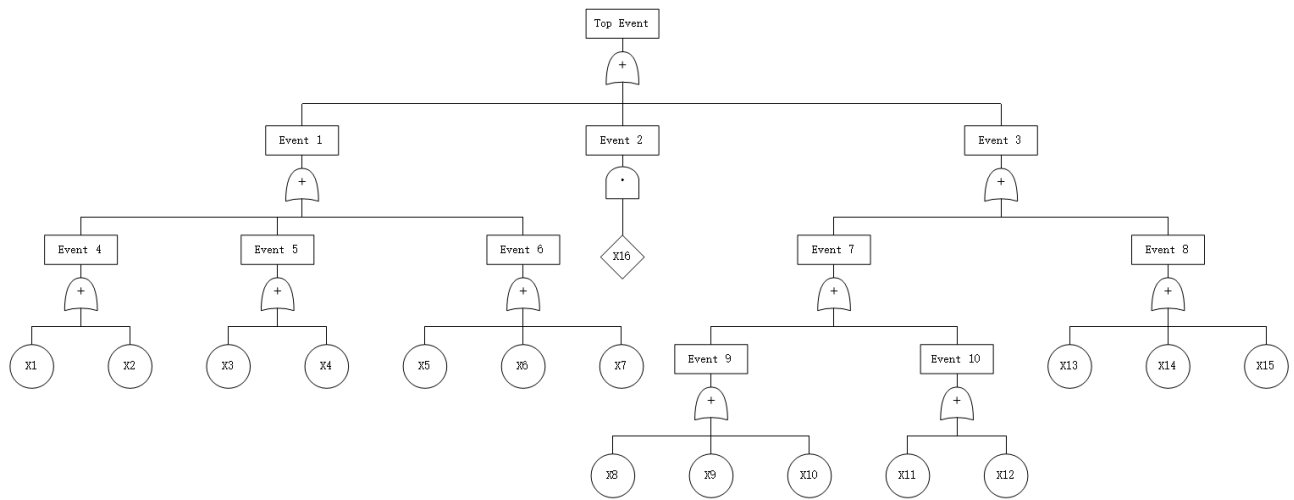 Top Event
+
Event 1
Event 2
Event 3
+
·
+
Event 4
Event 5
Event 6
X16
Event 7
Event 8
+
+
+
+
+
X1
X2
X3
X4
X5
X6
X7
Event 9
Event 10
X13
X14
X15
+
+
X8
X9
X10
X11
X12